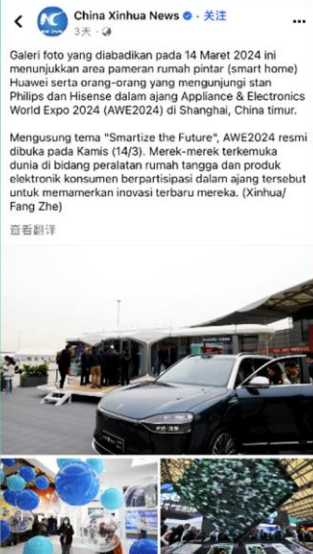 China Xinhua News · 关注
3天 ·
Galeri foto yang diabadikan pada 14 Maret 2024 ini
menunjukkan area pameran rumah pintar (smart home)
Huawei serta orang-orang yang mengunjungi stan
Philips dan Hisense dalam ajang Appliance & Electronics
World Expo 2024 (AWE2024) di Shanghai, China timur.
Mengusung tema "Smartize the Future", AWE2024 resmi
dibuka pada Kamis (14/3). Merek-merek terkemuka
dunia di bidang peralatan rumah tangga dan produk
elektronik konsumen berpartisipasi dalam ajang tersebut
untuk memamerkan inovasi terbaru mereka. (Xinhua/
Fang Zhe)
查看翻译